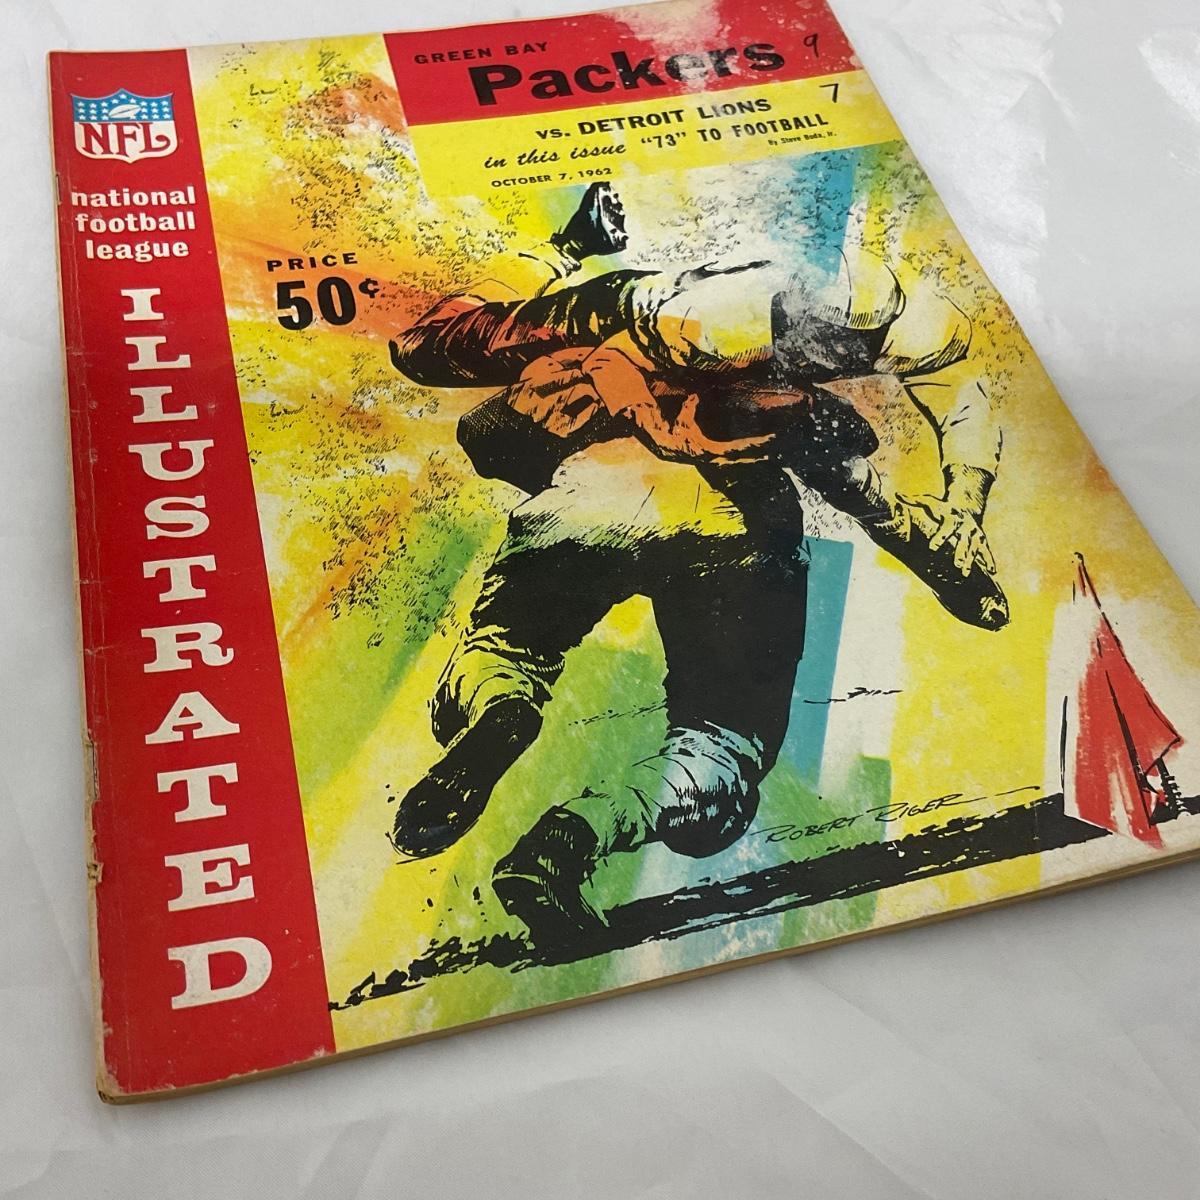 GREEN BAY
Packers
9
7
vs. DETROIT LIONS
in this issue "73" TO FOOTBALL
By Steve Boda, Jr.
OCTOBER 7, 1962
NFL
national
football
league
ILLUSTRATED
PRICE
50¢
ROBERT RIGER